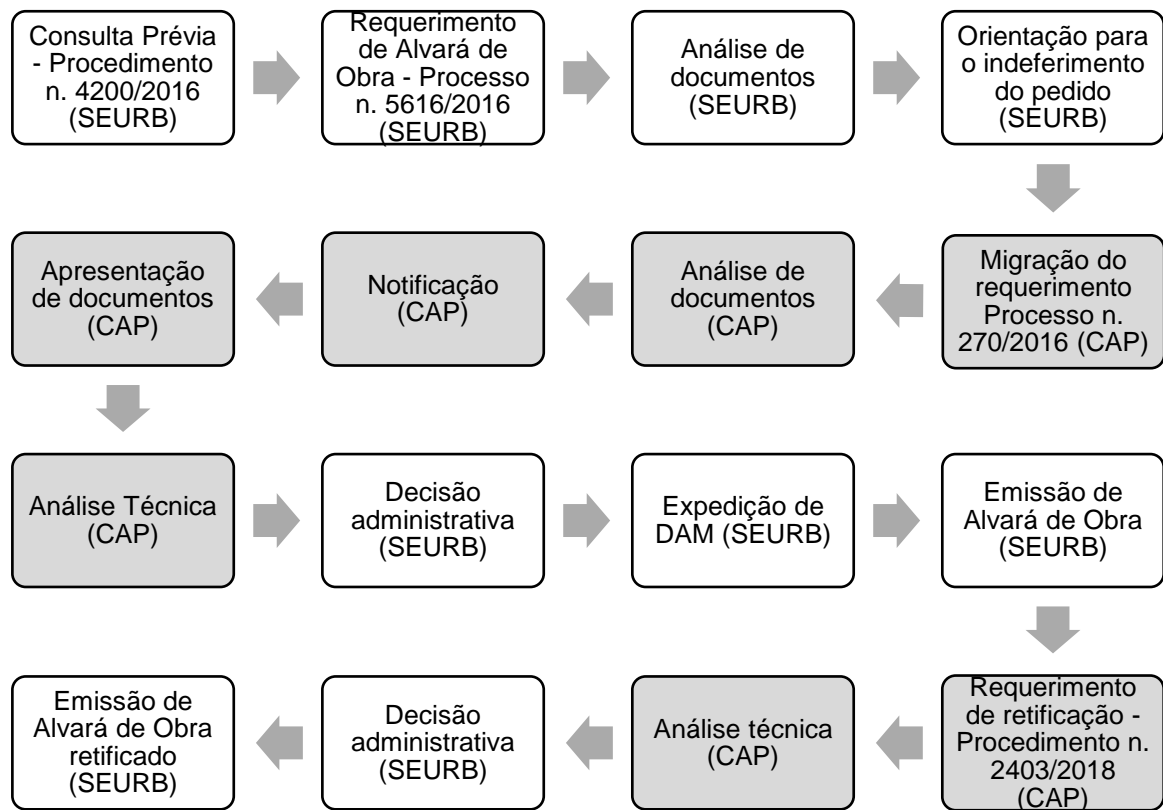 Consulta Prévia
- Procedimento
n. 4200/2016
(SEURB)
Requerimento
de Alvará de
Obra - Processo
n. 5616/2016
(SEURB)
Análise de
documentos
(SEURB)
Orientação para
o indeferimento
do pedido
(SEURB)
Migração do
requerimento
Processo n.
270/2016 (CAP)
Análise de
documentos
(CAP)
Notificação
(CAP)
Apresentação
de documentos
(CAP)
Análise Técnica
(CAP)
Decisão
administrativa
(SEURB)
Expedição de
DAM (SEURB)
Emissão de
Alvará de Obra
(SEURB)
Requerimento
de retificação -
Procedimento n.
2403/2018
(CAP)
Análise técnica
(CAP)
Decisão
administrativa
(SEURB)
Emissão de
Alvará de Obra
retificado
(SEURB)